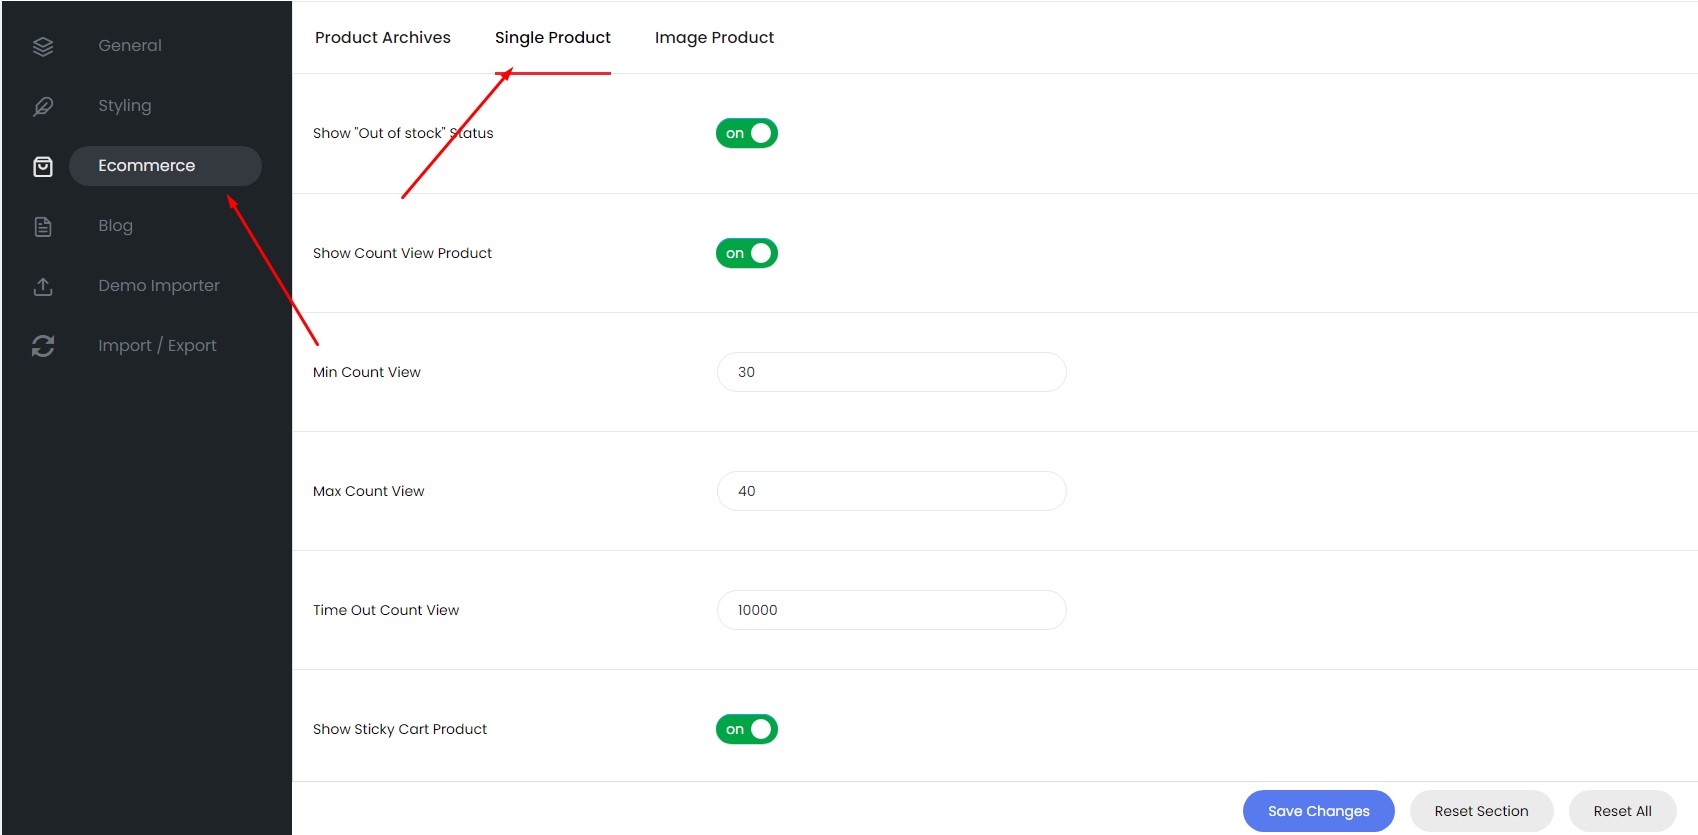 General
Styling
Ecommerce
Blog
Demo Importer
Import / Export
Product Archives Single Product Image Product
Show "Out of stock" Status on
Show Count View Product on
Min Count View 30
Max Count View 40
Time Out Count View 10000
Show Sticky Cart Product on
Save Changes Reset Section Reset All